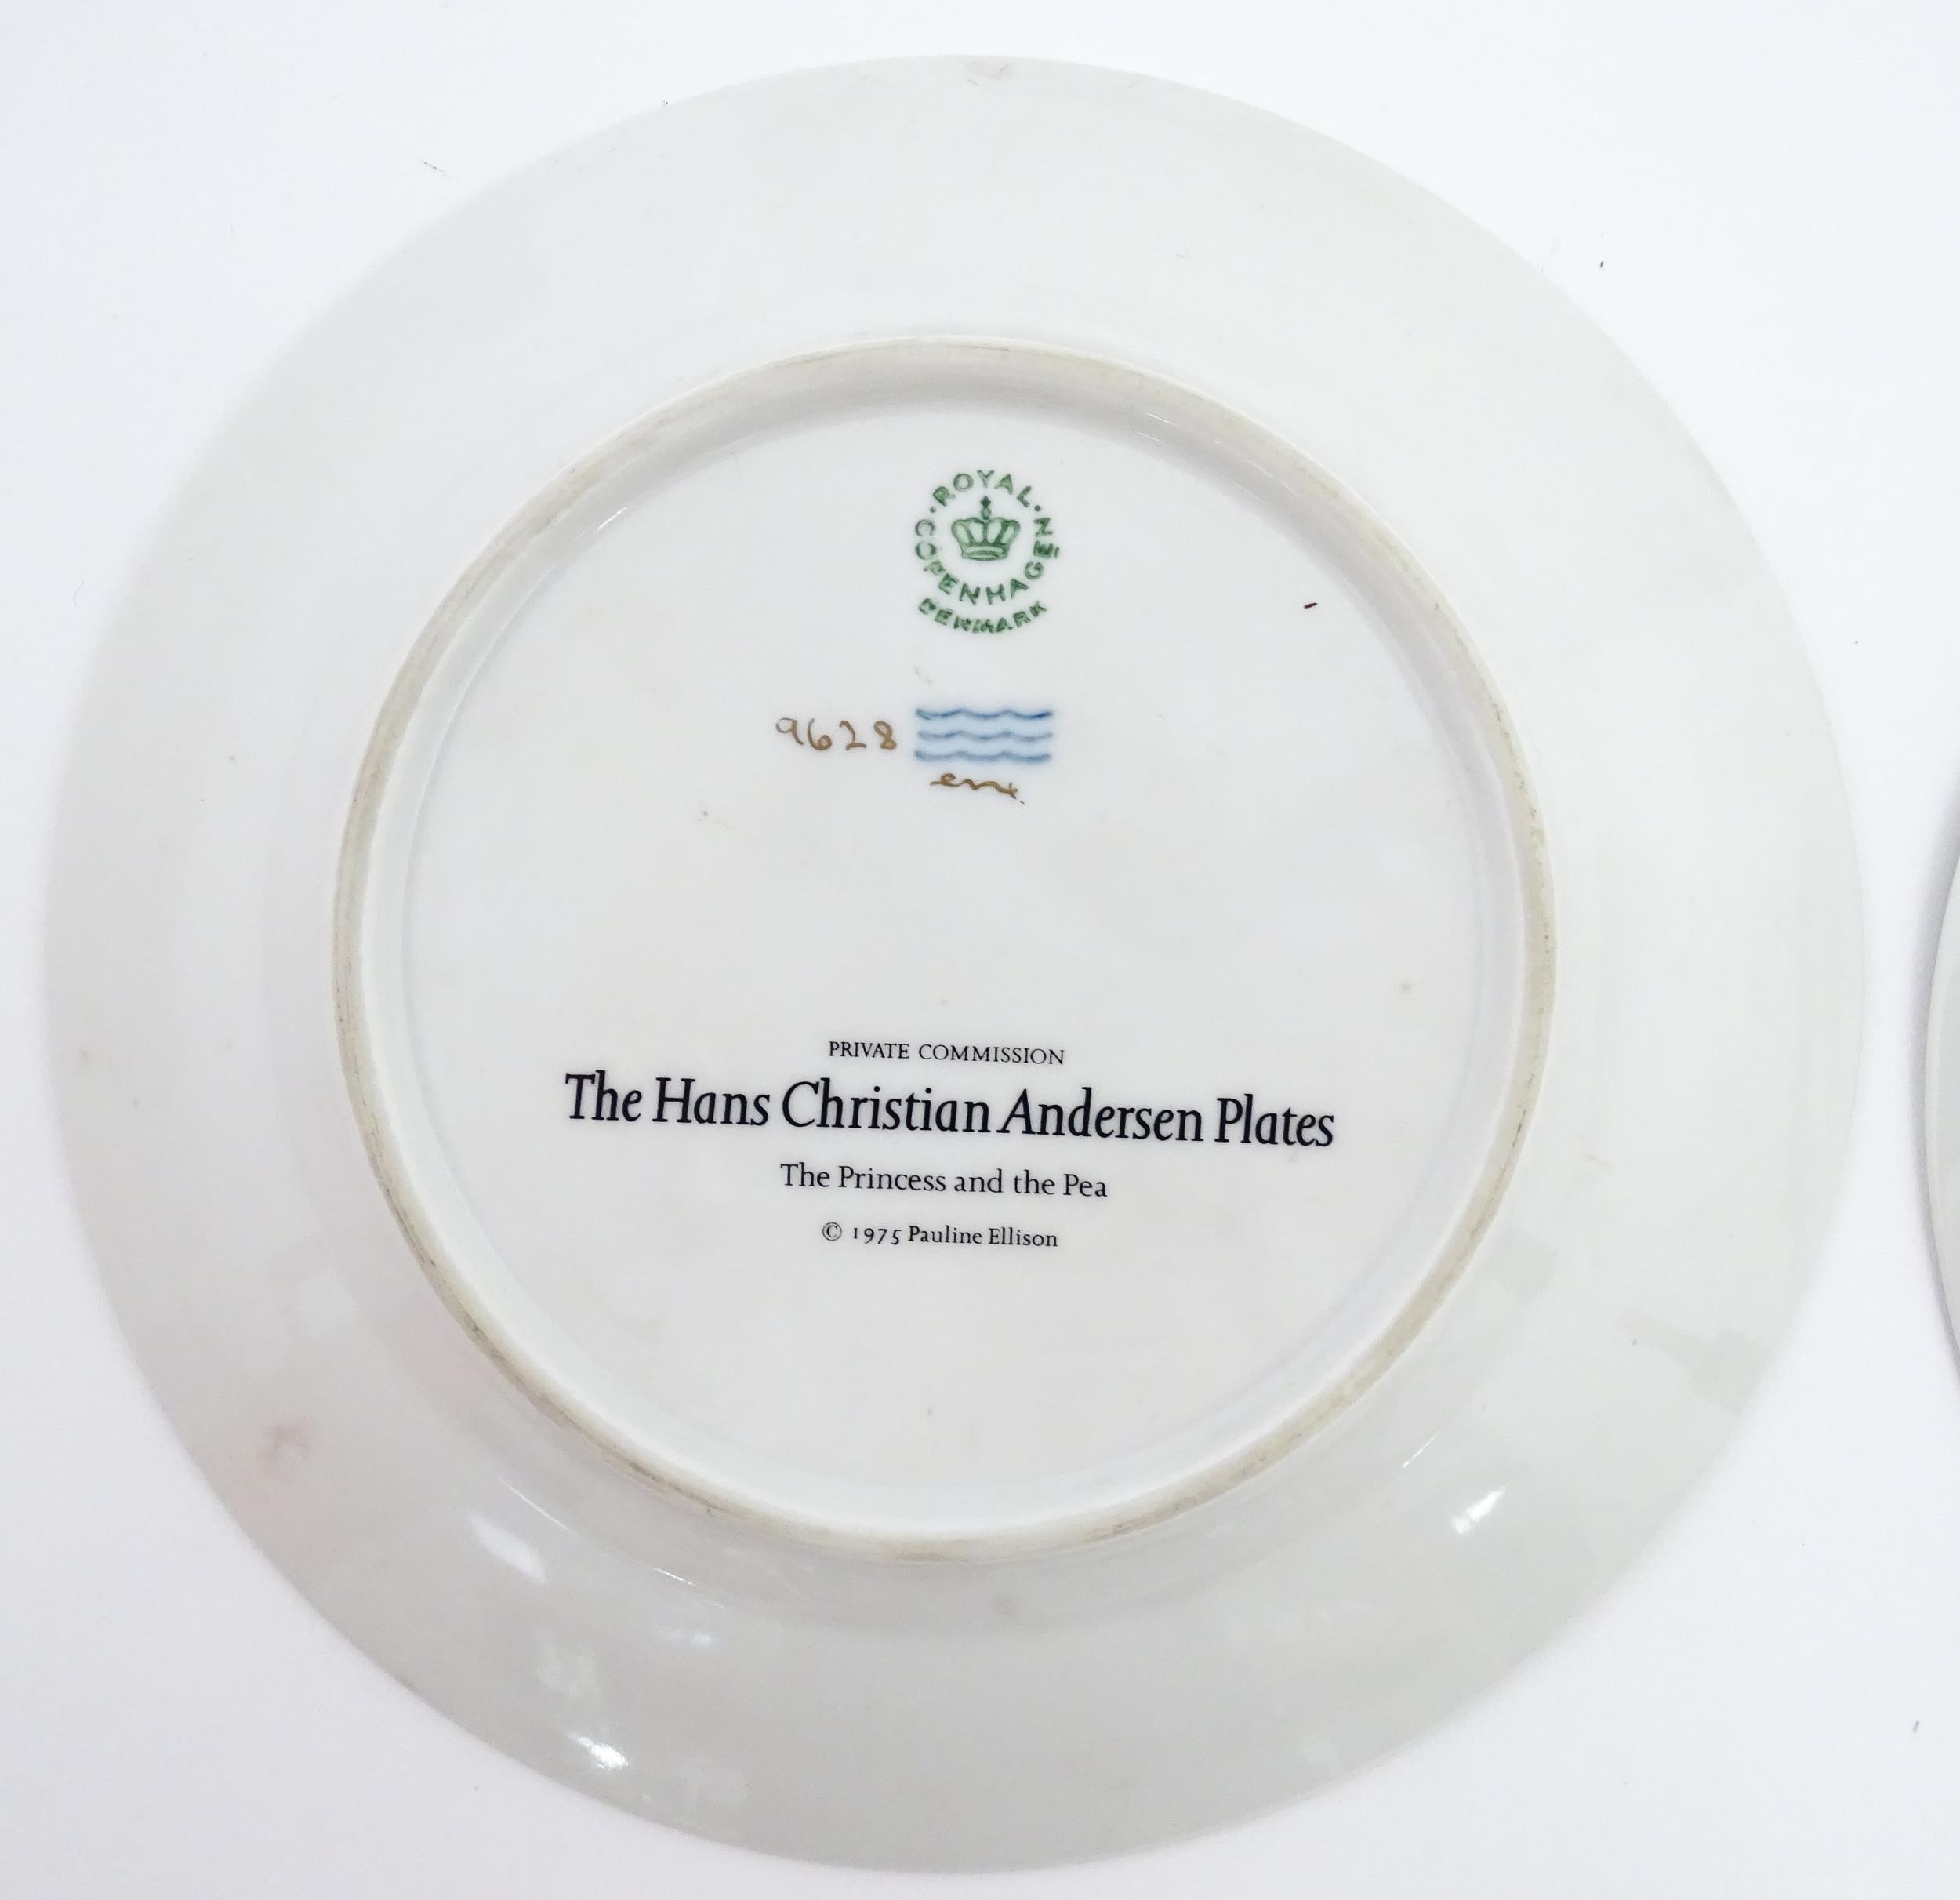 ROYAL
COPENHAGEN
DENMARK
9628
PRIVATE COMMISSION
The Hans Christian Andersen Plates
The Princess and the Pea
© 1975 Pauline Ellison